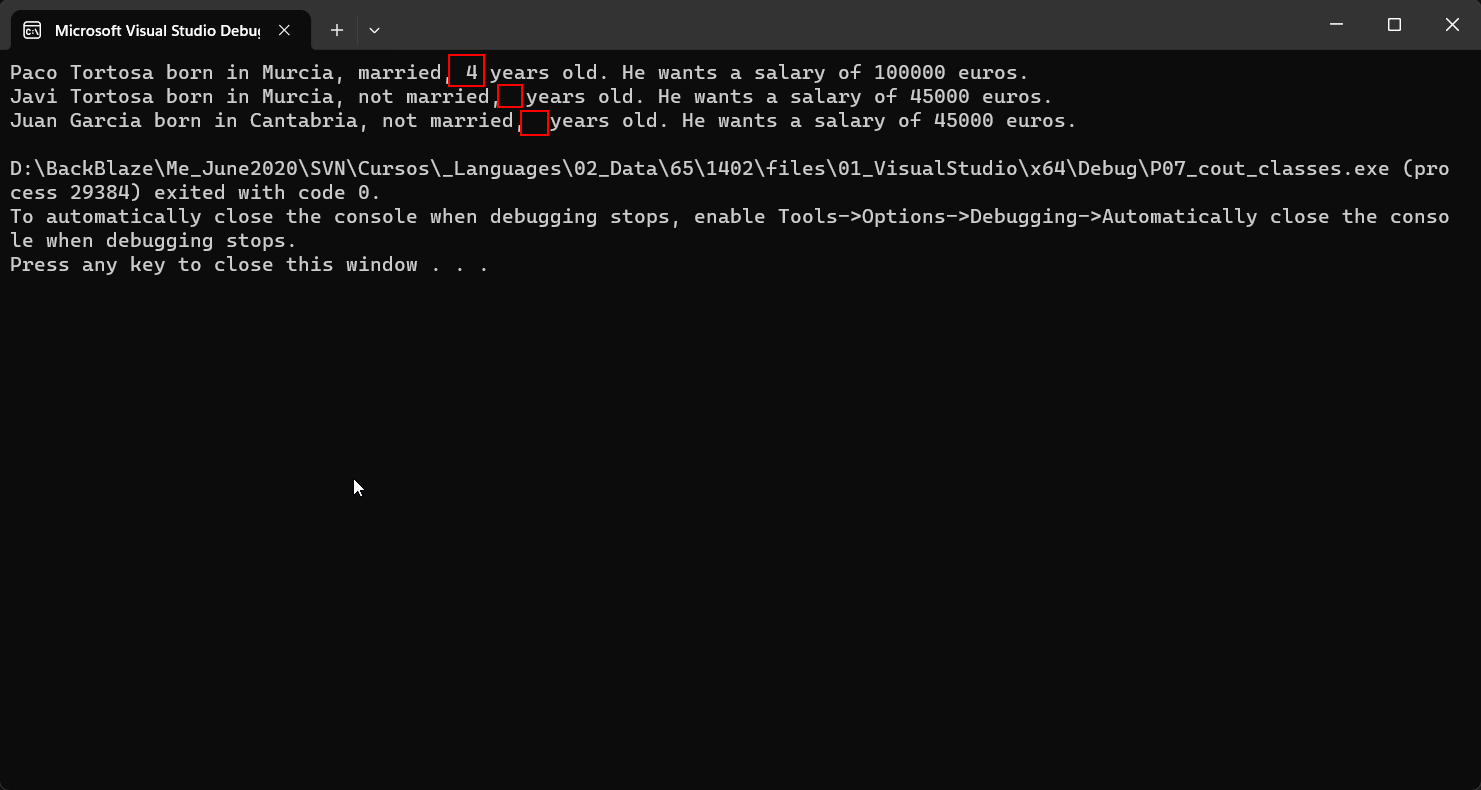 Microsoft Visual Studio Debug
Paco Tortosa born in Murcia, married, 4 years old. He wants a salary of 100000 euros.
Javi Tortosa born in Murcia, not married, years old. He wants a salary of 45000 euros.
Juan Garcia born in Cantabria, not married, years old. He wants a salary of 45000 euros.
D:\BackBlaze\Me_June2020\SVN\Cursos\_Languages\02_Data\65\1402\files\01_VisualStudio\x64\Debug\P07_cout_classes.exe (pro
cess 29384) exited with code 0.
To automatically close the console when debugging stops, enable Tools->Options->Debugging->Automatically close the conso
le when debugging stops.
Press any key to close this window . . .